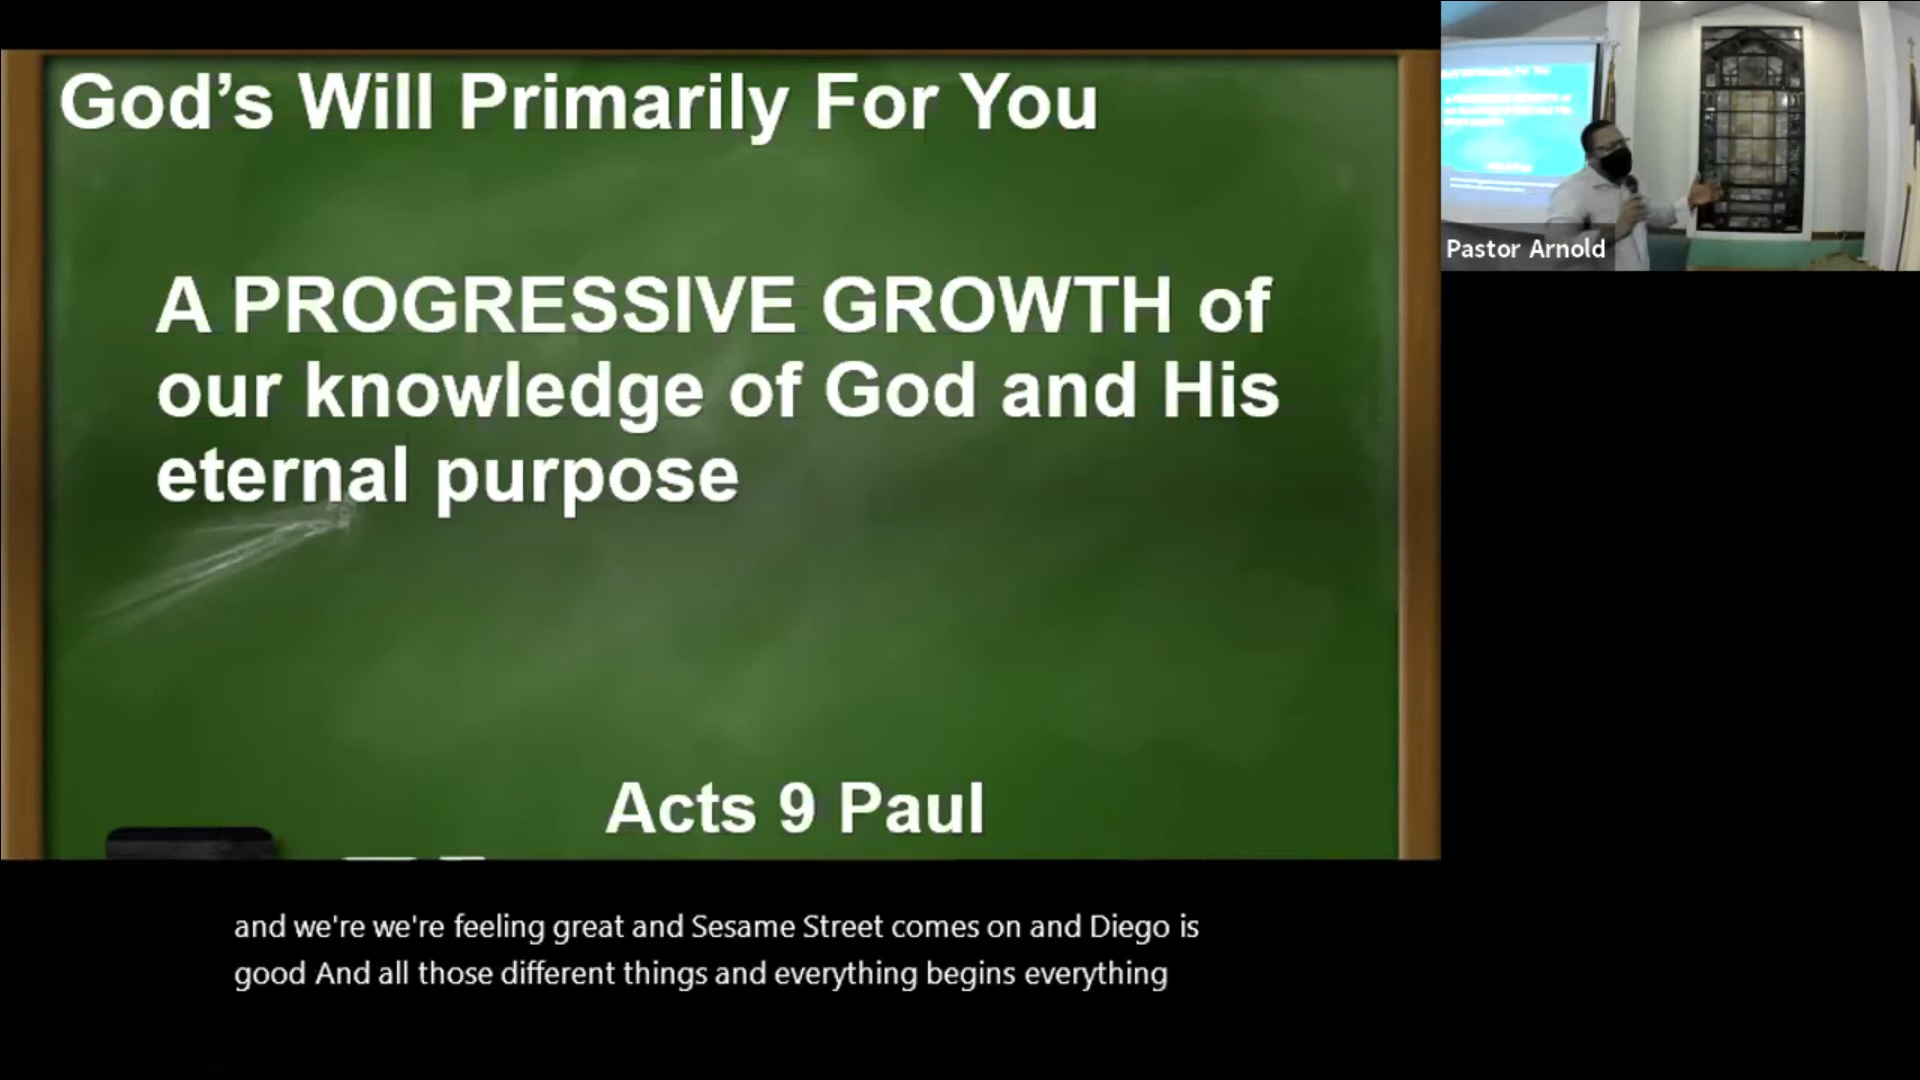 God’s Will Primarily For You
A PROGRESSIVE GROWTH of
our knowledge of God and His
eternal purpose
Acts 9 Paul
Pastor Arnold
and we're we're feeling great and Sesame Street comes on and Diego is
good And all those different things and everything begins everything